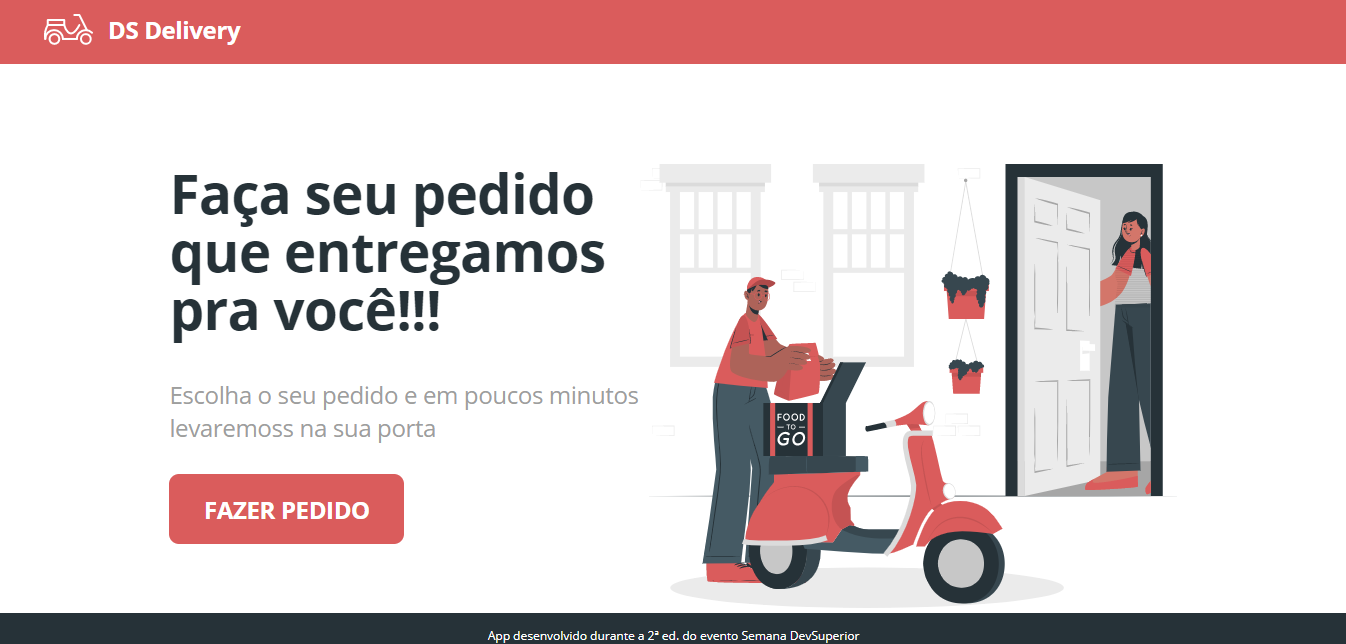 DS Delivery
Faça seu pedido
que entregamos
pra você!!!
Escolha o seu pedido e em poucos minutos
levaremoss na sua porta
FAZER PEDIDO
FOOD
TO
GO
App desenvolvido durante a 2ª ed. do evento Semana DevSuperior